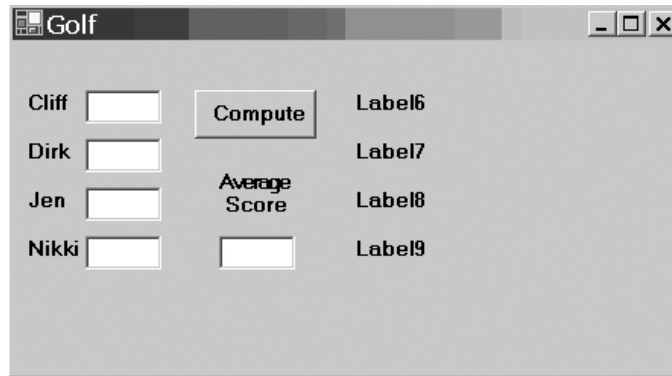 Golf
Cliff
Compute
Label6
Dirk
Label7
Average
Score
Jen
Label8
Nikki
Label9